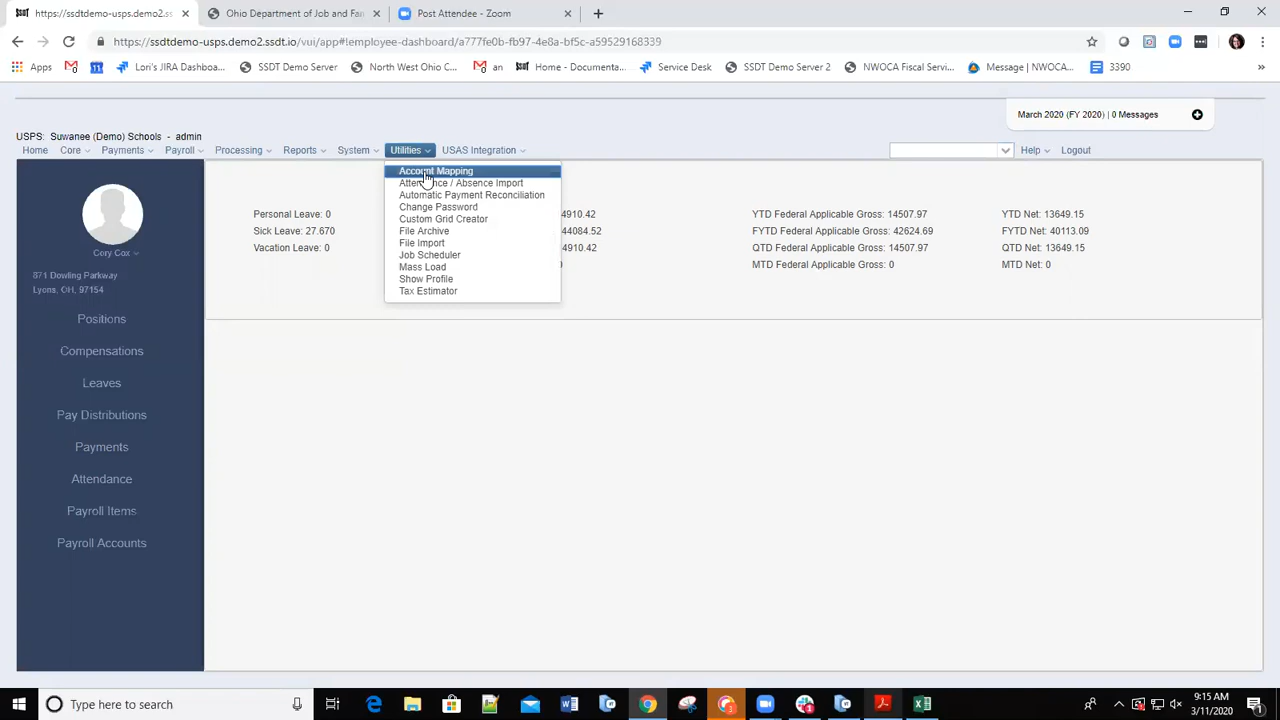 https://ssdtdemo-usps.demo2.ssdt.io
Ohio Department of Job and Fam
Post Attendee - Zoom
https://ssdtdemo-usps.demo2.ssdt.io/vui/app#!employee-dashboard/a777fe0b-fb97-4e8a-bf5c-a59529168339
Apps
Lori's JIRA Dashboa...
SSDT Demo Server
North West Ohio C...
an
Home - Documenta...
Service Desk
SSDT Demo Server 2
NWOCA Fiscal Servi...
Message | NWOCA...
3390
March 2020 (FY 2020) | 0 Messages
USPS: Suwanee (Demo) Schools - admin
Home Core Payments Payroll Processing Reports System Utilities USAS Integration Help Logout
Account Mapping
Attendance / Absence Import
Automatic Payment Reconciliation
Change Password
Custom Grid Creator
File Archive
File Import
Job Scheduler
Mass Load
Show Profile
Tax Estimator
Cory Cox
871 Dowling Parkway
Lyons, OH, 97154
Positions
Compensations
Leaves
Pay Distributions
Payments
Attendance
Payroll Items
Payroll Accounts
Personal Leave: 0
Sick Leave: 27.670
Vacation Leave: 0
4910.42
44084.52
4910.42
YTD Federal Applicable Gross: 14507.97
FYTD Federal Applicable Gross: 42624.69
QTD Federal Applicable Gross: 14507.97
MTD Federal Applicable Gross: 0
YTD Net: 13649.15
FYTD Net: 40113.09
QTD Net: 13649.15
MTD Net: 0
Type here to search
9:15 AM
3/11/2020